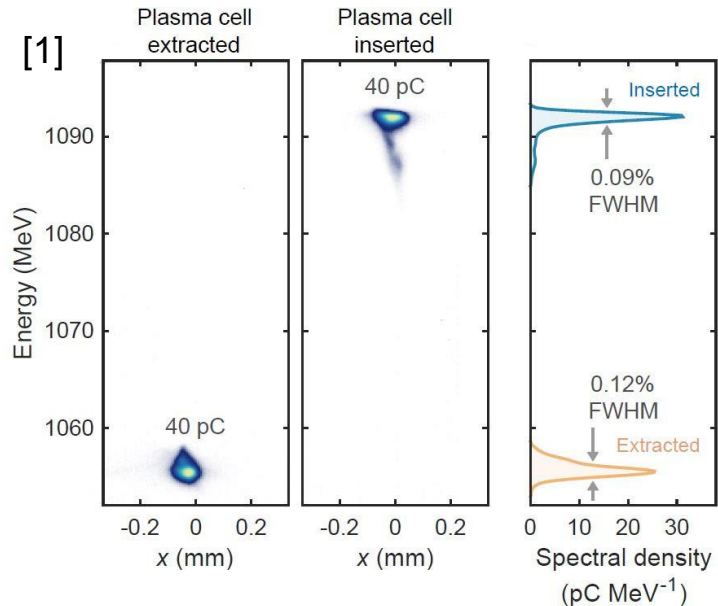 [1]
Plasma cell
extracted
Plasma cell
inserted
Energy (MeV)
1090
1080
1070
1060
40 pC
40 pC
Inserted
0.09%
FWHM
0.12%
FWHM
Extracted
-0.2 0 0.2
-0.2 0 0.2
0 10 20 30
x (mm)
x (mm)
Spectral density
(pC MeV⁻¹)